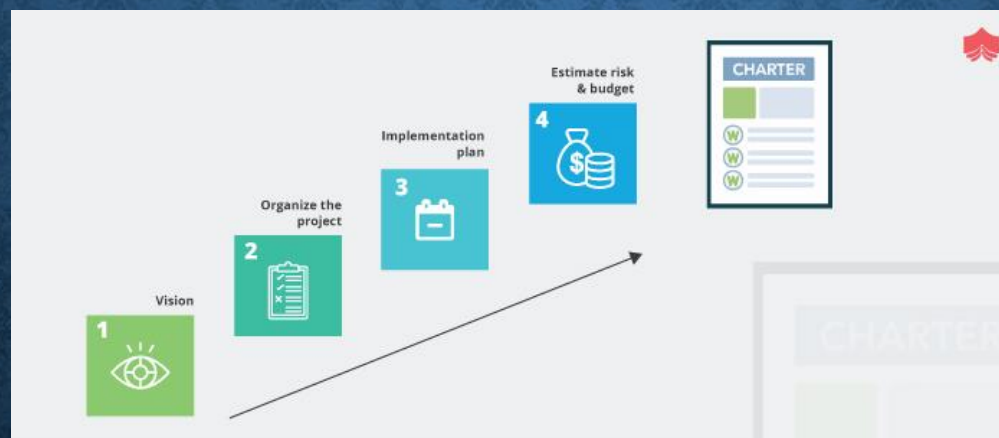 Vision
1
Organize the
project
2
Implementation
plan
3
Estimate risk
& budget
4
$
CHARTER
W
W
W
CHARTER